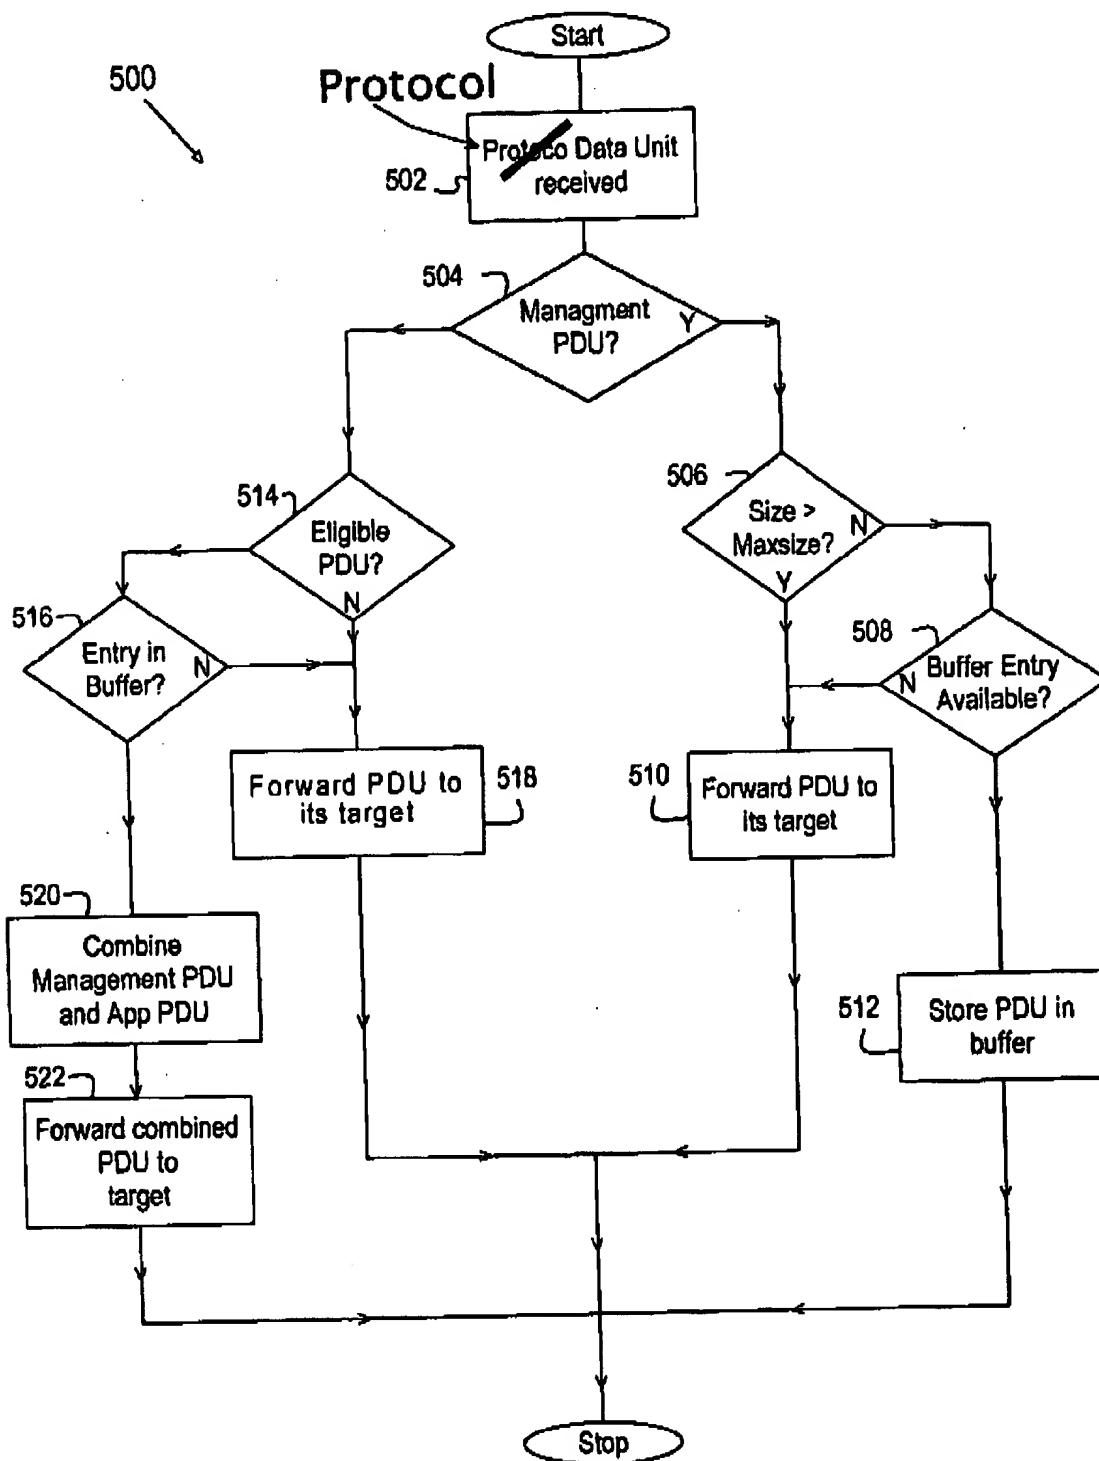 Start
500
Protocol
Protoco Data Unit
received
502
504
Managment
PDU?
Y
506
Size >
Maxsize?
N
Y
514
Eligible
PDU?
N
516
Entry in
Buffer?
N
508
Buffer Entry
Available?
N
Forward PDU to
its target
518
510
Forward PDU to
its target
520
Combine
Management PDU
and App PDU
512
Store PDU in
buffer
522
Forward combined
PDU to
target
Stop